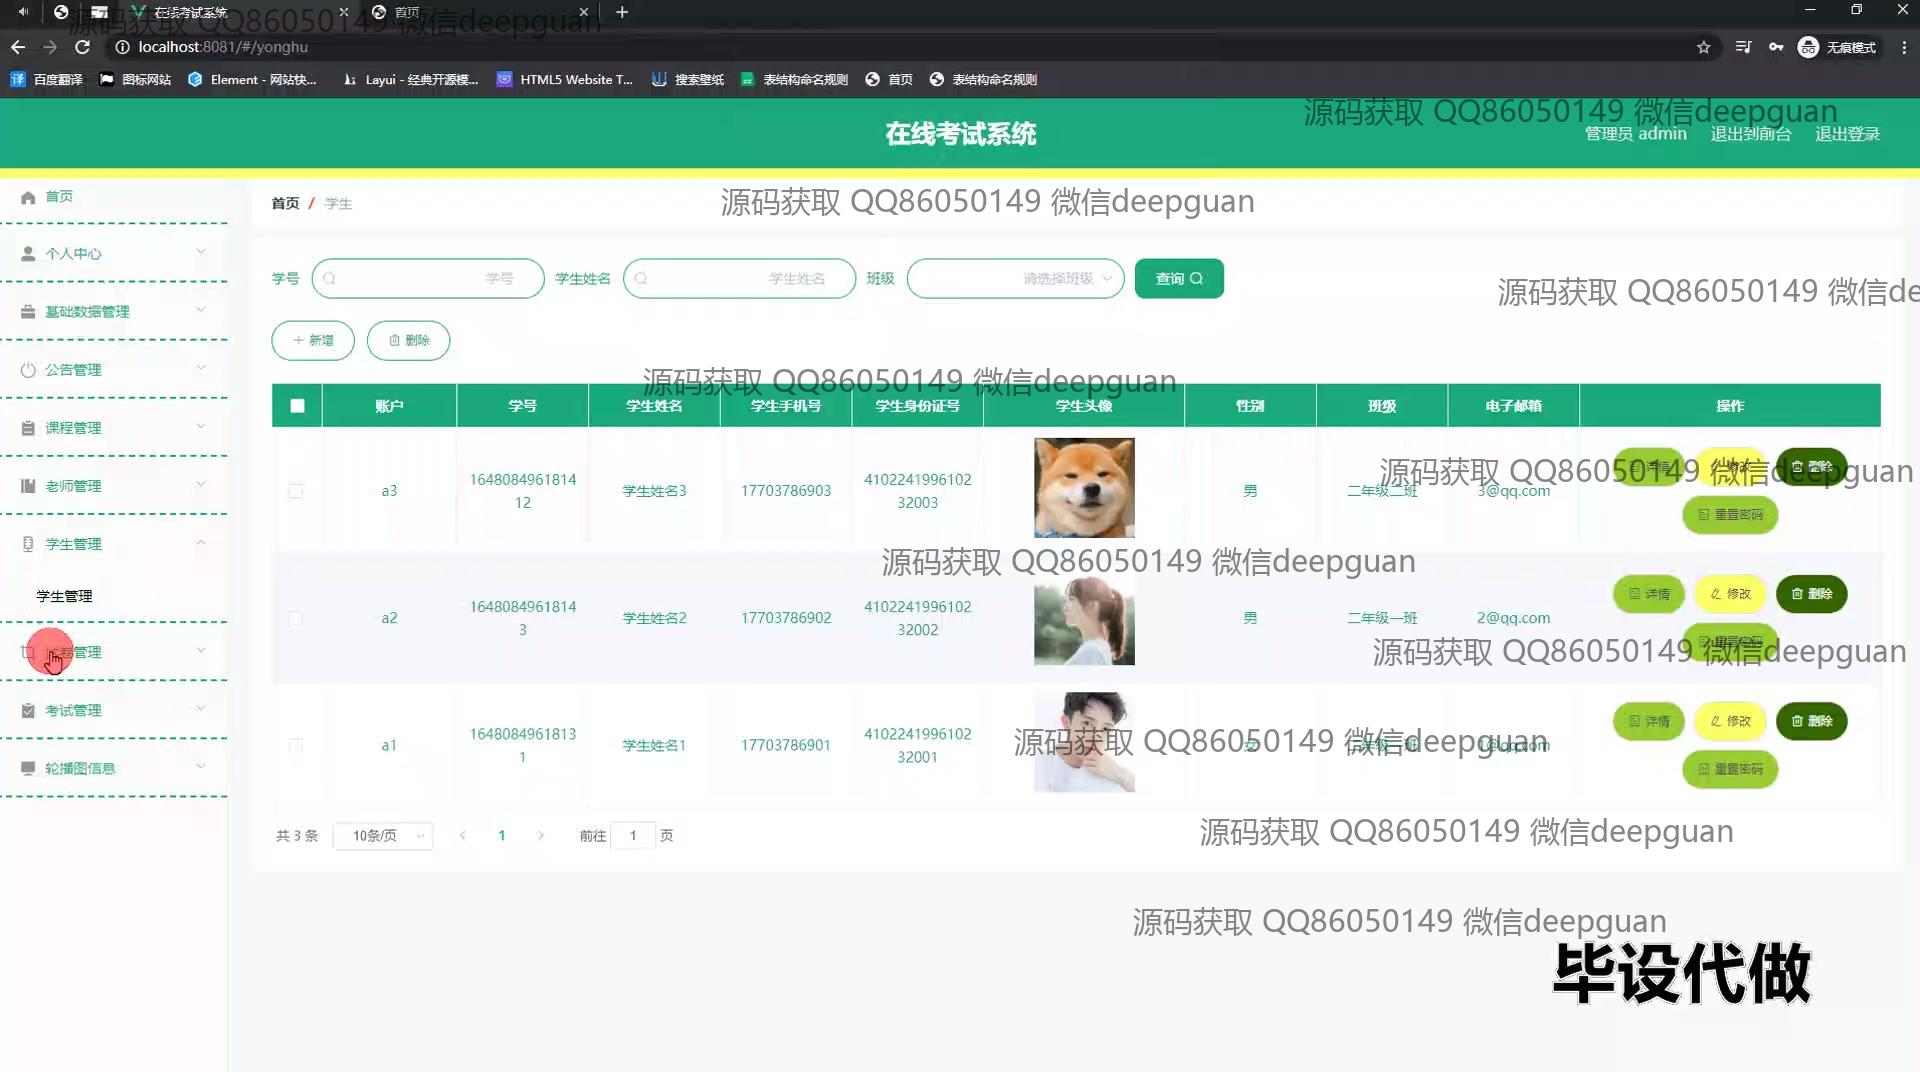 在线考试系统
首页
源码获取 QQ86050149 微信deepguan
localhost:8081/#/yonghu
无痕模式
百度翻译
图标网站
Element - 网站快...
Layui - 经典开源模...
HTML5 Website T...
搜索壁纸
表结构命名规则
首页
表结构命名规则
源码获取 QQ86050149 微信deepguan
在线考试系统
管理员 admin
退出到前台
退出登录
首页
个人中心
基础数据管理
公告管理
课程管理
老师管理
学生管理
学生管理
管理
考试管理
轮播图信息
首页 / 学生
源码获取 QQ86050149 微信deepguan
学号 学号 学生姓名 学生姓名 班级 请选择班级 查询
源码获取 QQ86050149 微信de
+ 新增 删除
源码获取 QQ86050149 微信deepguan
账户 学号 学生姓名 学生手机号 学生身份证号 学生头像 性别 班级 电子邮箱 操作
a3 164808496181412 学生姓名3 17703786903 410224199610232003 男 二年级二班 3@qq.com 详情 修改 删除
源码获取 QQ86050149 微信deepguan
重置密码
源码获取 QQ86050149 微信deepguan
a2 16480849618143 学生姓名2 17703786902 410224199610232002 男 二年级一班 2@qq.com 详情 修改 删除
重置密码
源码获取 QQ86050149 微信deepguan
a1 16480849618131 学生姓名1 17703786901 410224199610232001 详情 修改 删除
源码获取 QQ86050149 微信deepguan
重置密码
共 3 条 10条/页 1 前往 1 页
源码获取 QQ86050149 微信deepguan
源码获取 QQ86050149 微信deepguan
毕设代做